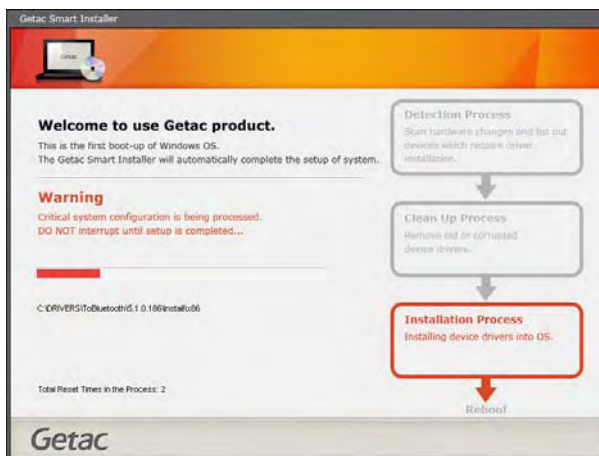 Getac Smart Installer
Getac
Welcome to use Getac product.
This is the first boot-up of Windows OS.
The Getac Smart Installer will automatically complete the setup of system.
Warning
Critical system configuration is being processed.
DO NOT interrupt until setup is completed...
C:\DRIVERS\ToBluetooth\5.1.0.186\install\x86
Total Reset Times in the Process: 2
Detection Process
Scan hardware changes and list out
devices which require driver
installation.
Clean Up Process
Remove old or corrupted
device drivers.
Installation Process
Installing device drivers into OS.
Reboot
Getac